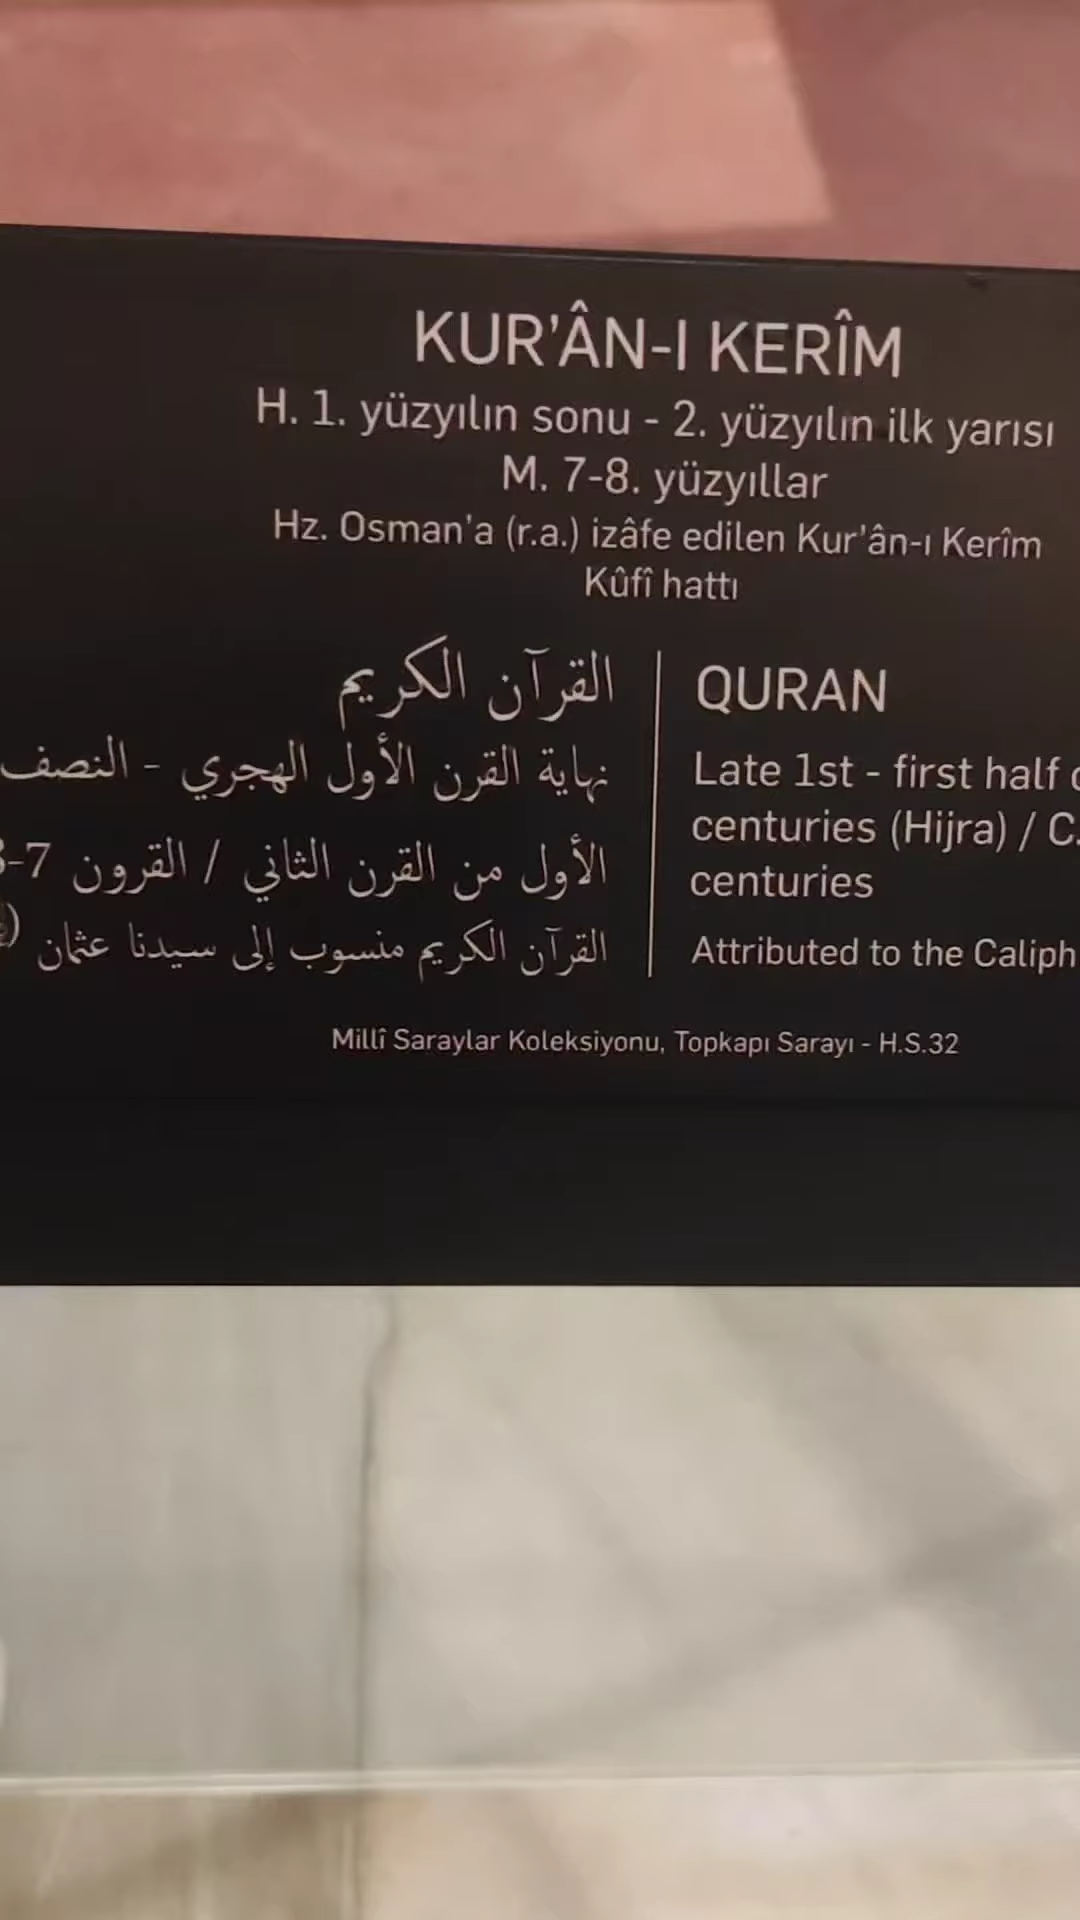 KUR'ÂN-I KERÎM
H. 1. yüzyılın sonu - 2. yüzyılın ilk yarısı
M. 7-8. yüzyıllar
Hz. Osman'a (r.a.) izâfe edilen Kur'ân-ı Kerîm
Kûfî hattı
القرآن الكريم
نهاية القرن الأول الهجري - النصف
الأول من القرن الثاني / القرون 7-8
القرآن الكريم منسوب إلى سيدنا عثمان
QURAN
Late 1st - first half
centuries (Hijra) / C.
centuries
Attributed to the Caliph
Millî Saraylar Koleksiyonu, Topkapı Sarayı - H.S.32